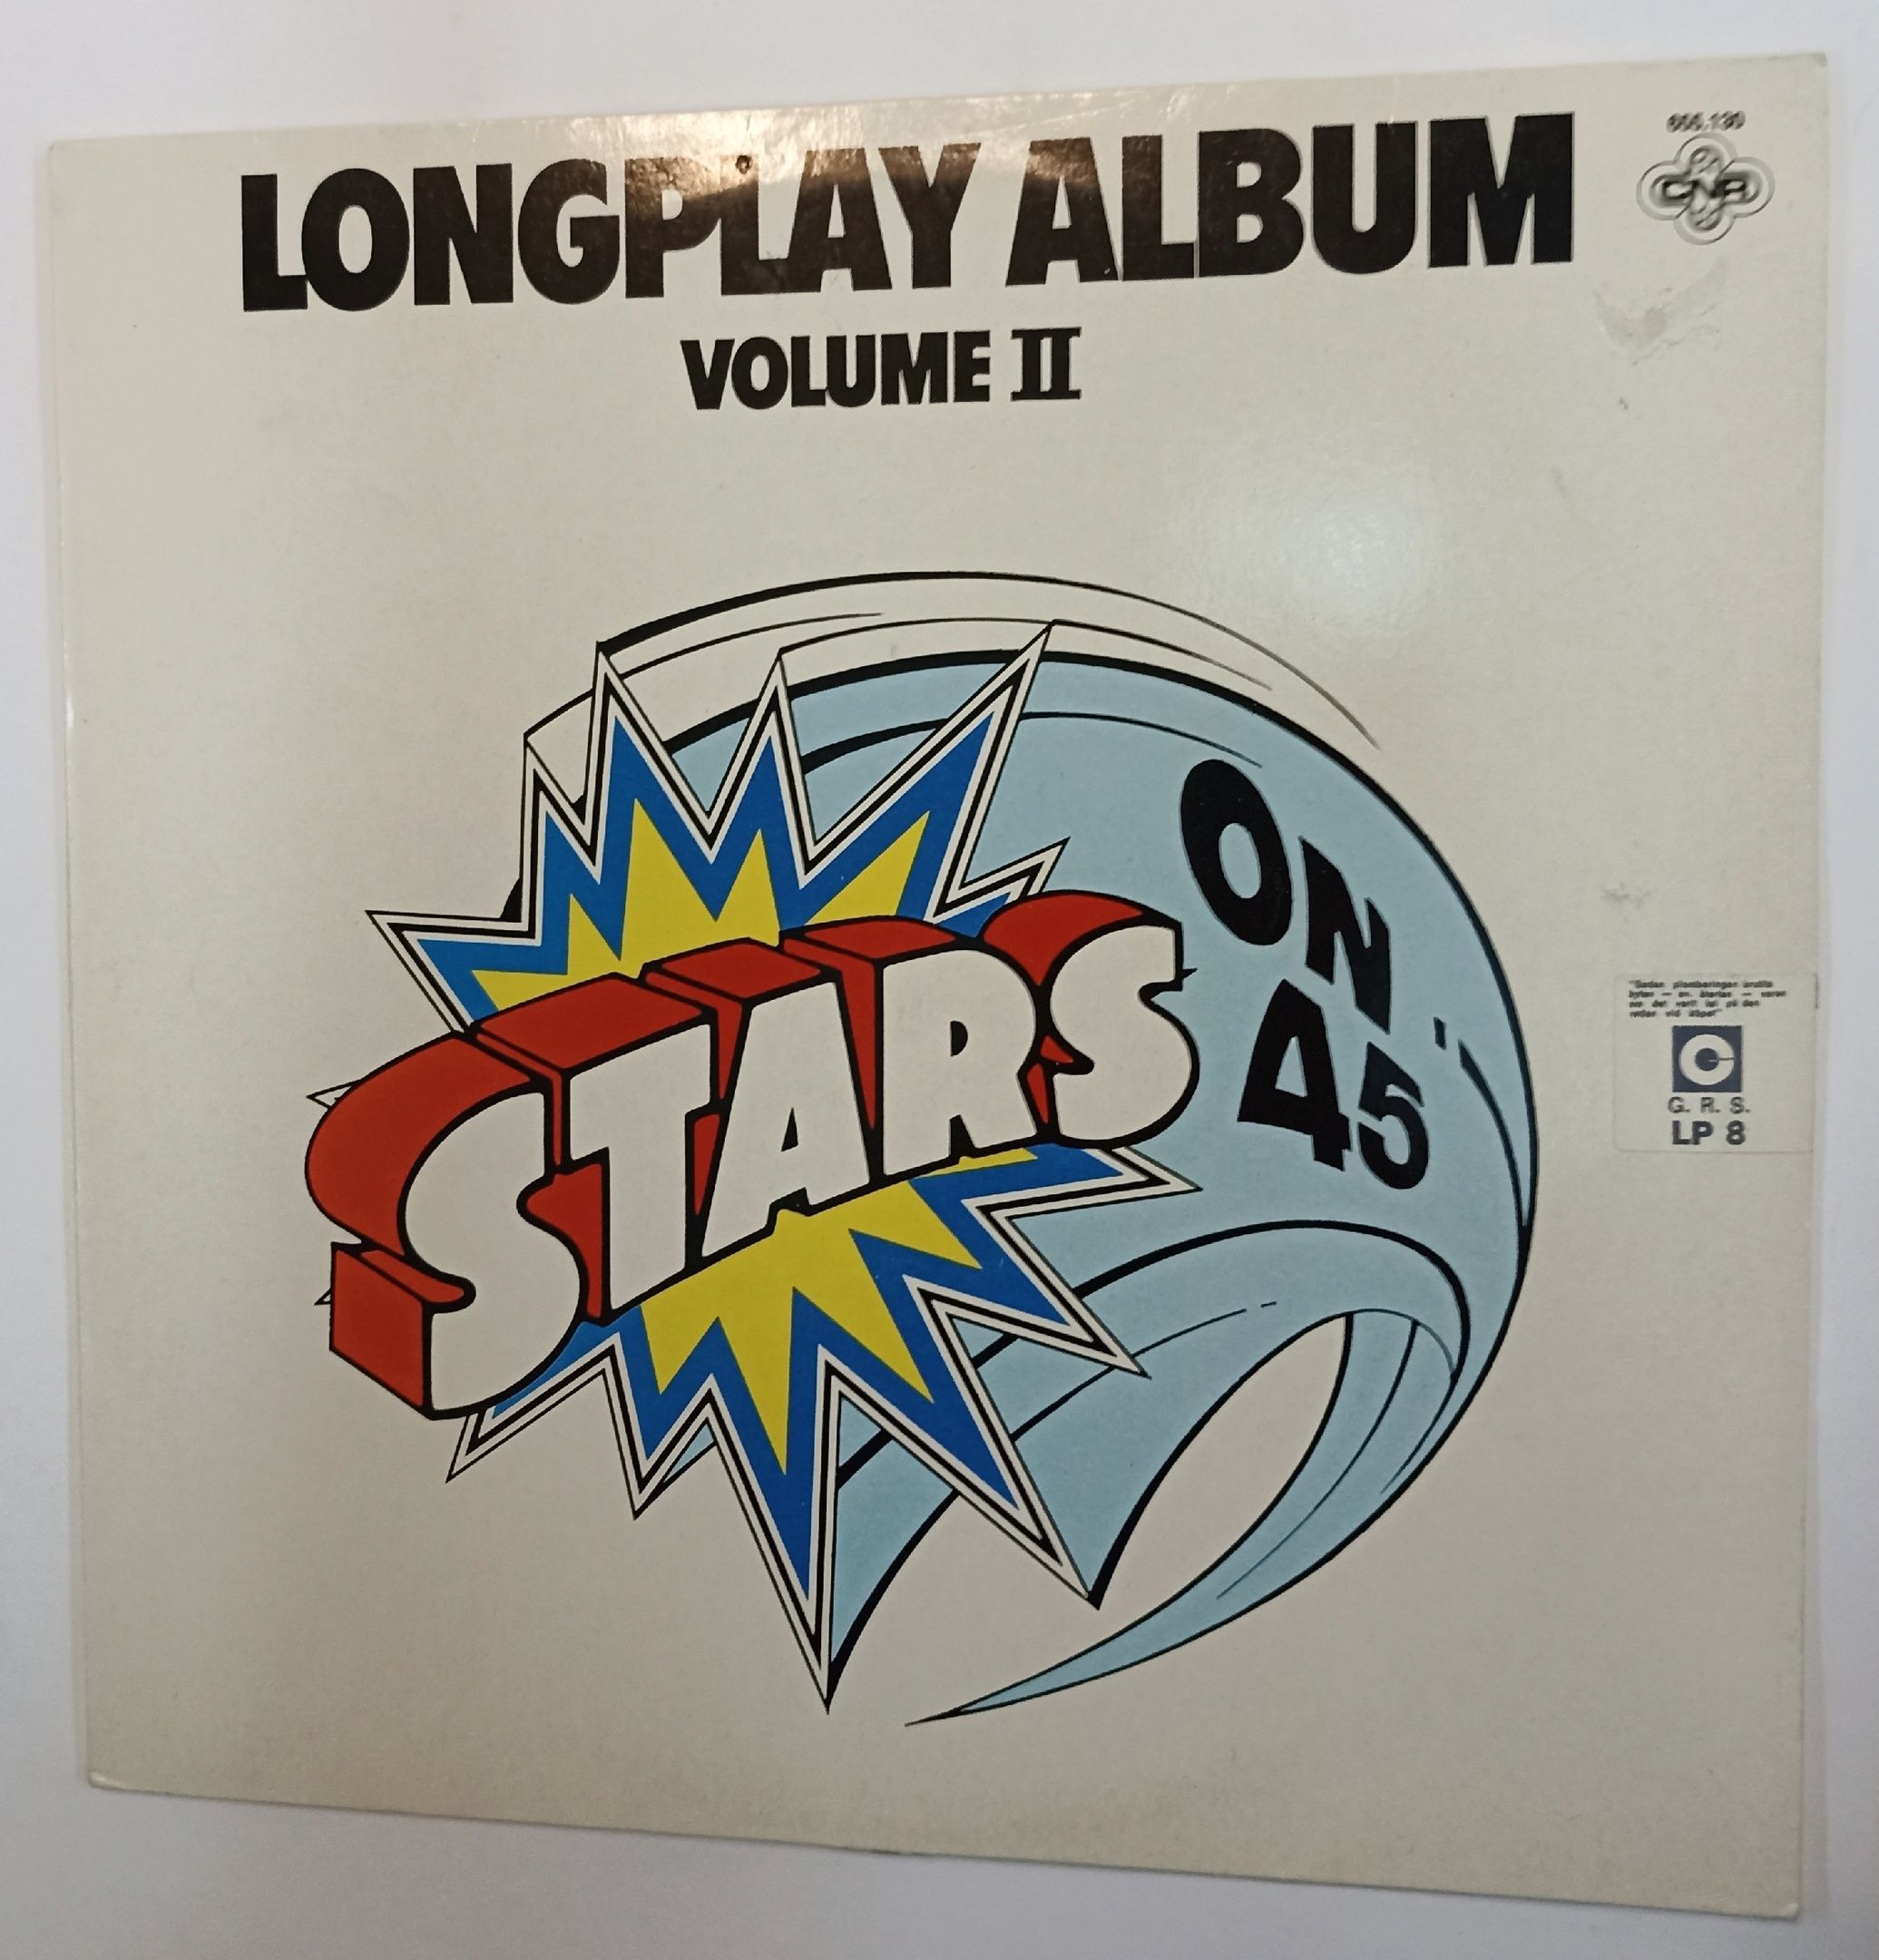 LONGPLAY ALBUM
CNR
VOLUME II
STARS
ON
45
G. R. S.
LP 8